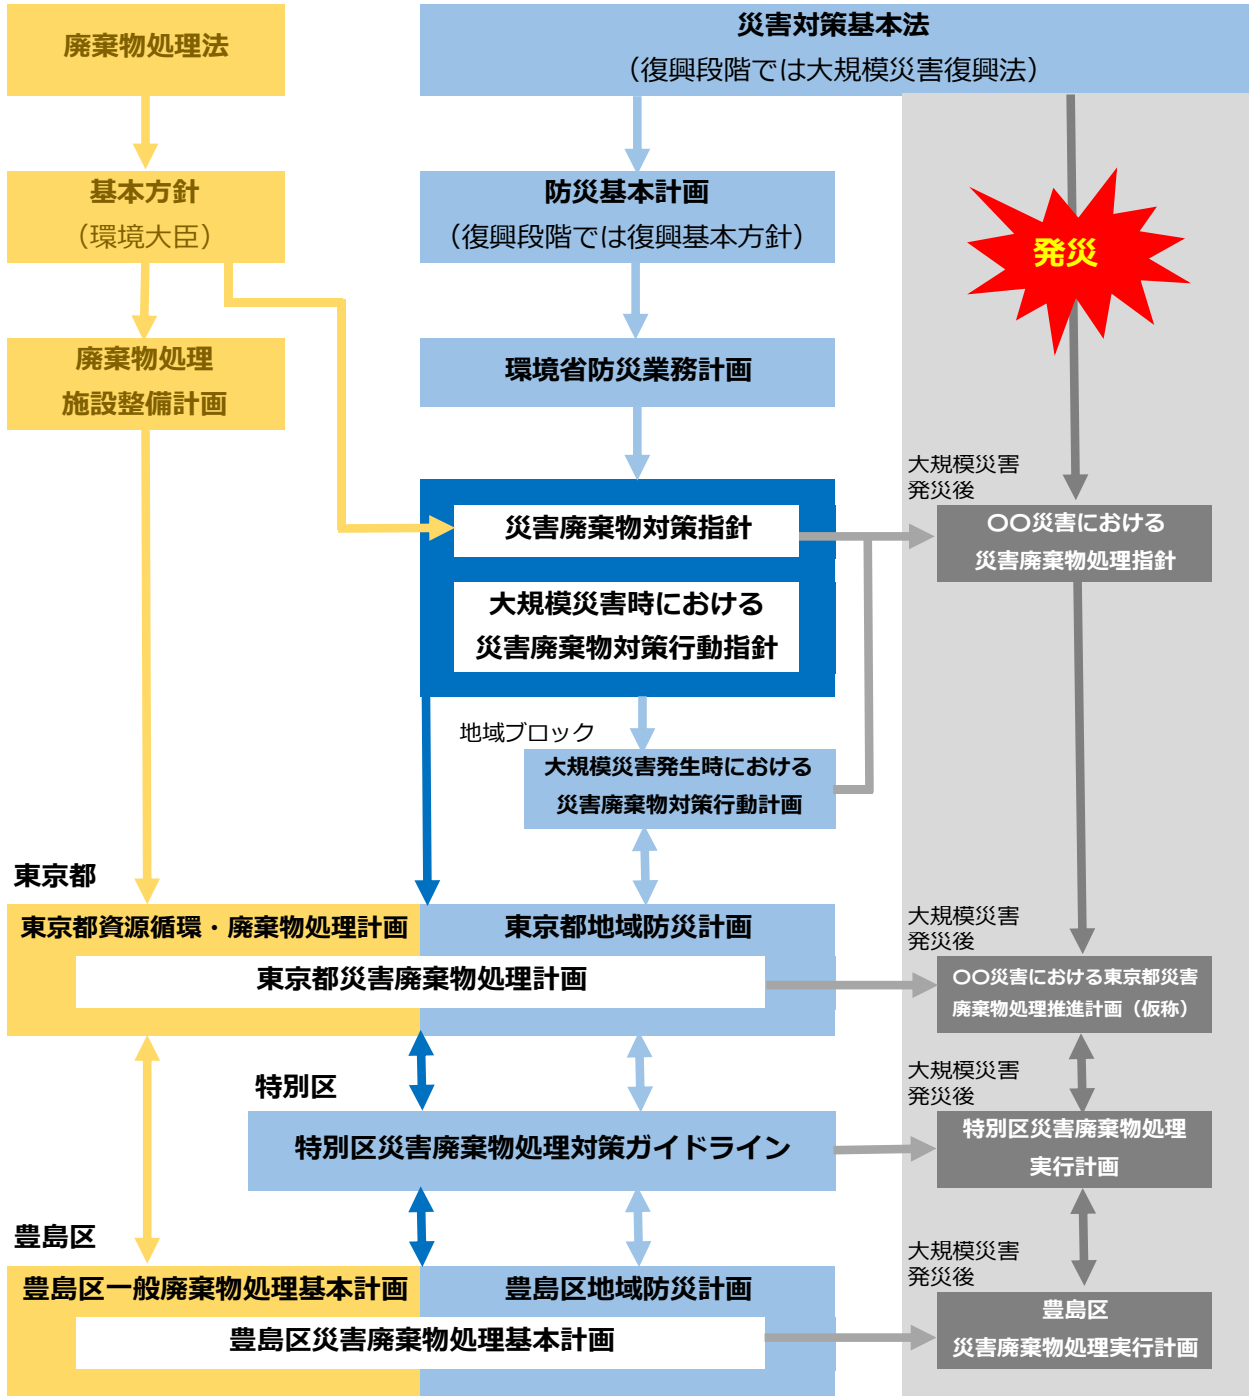 廃棄物処理法
災害対策基本法
（復興段階では大規模災害復興法）
基本方針
（環境大臣）
防災基本計画
（復興段階では復興基本方針）
発災
廃棄物処理
施設整備計画
環境省防災業務計画
大規模災害
発災後
災害廃棄物対策指針
〇〇災害における
災害廃棄物処理指針
大規模災害時における
災害廃棄物対策行動指針
地域ブロック
大規模災害発生時における
災害廃棄物対策行動計画
東京都
東京都資源循環・廃棄物処理計画
東京都地域防災計画
東京都災害廃棄物処理計画
大規模災害
発災後
〇〇災害における東京都災害
廃棄物処理推進計画（仮称）
特別区
特別区災害廃棄物処理対策ガイドライン
大規模災害
発災後
特別区災害廃棄物処理
実行計画
豊島区
豊島区一般廃棄物処理基本計画
豊島区地域防災計画
豊島区災害廃棄物処理基本計画
大規模災害
発災後
豊島区
災害廃棄物処理実行計画